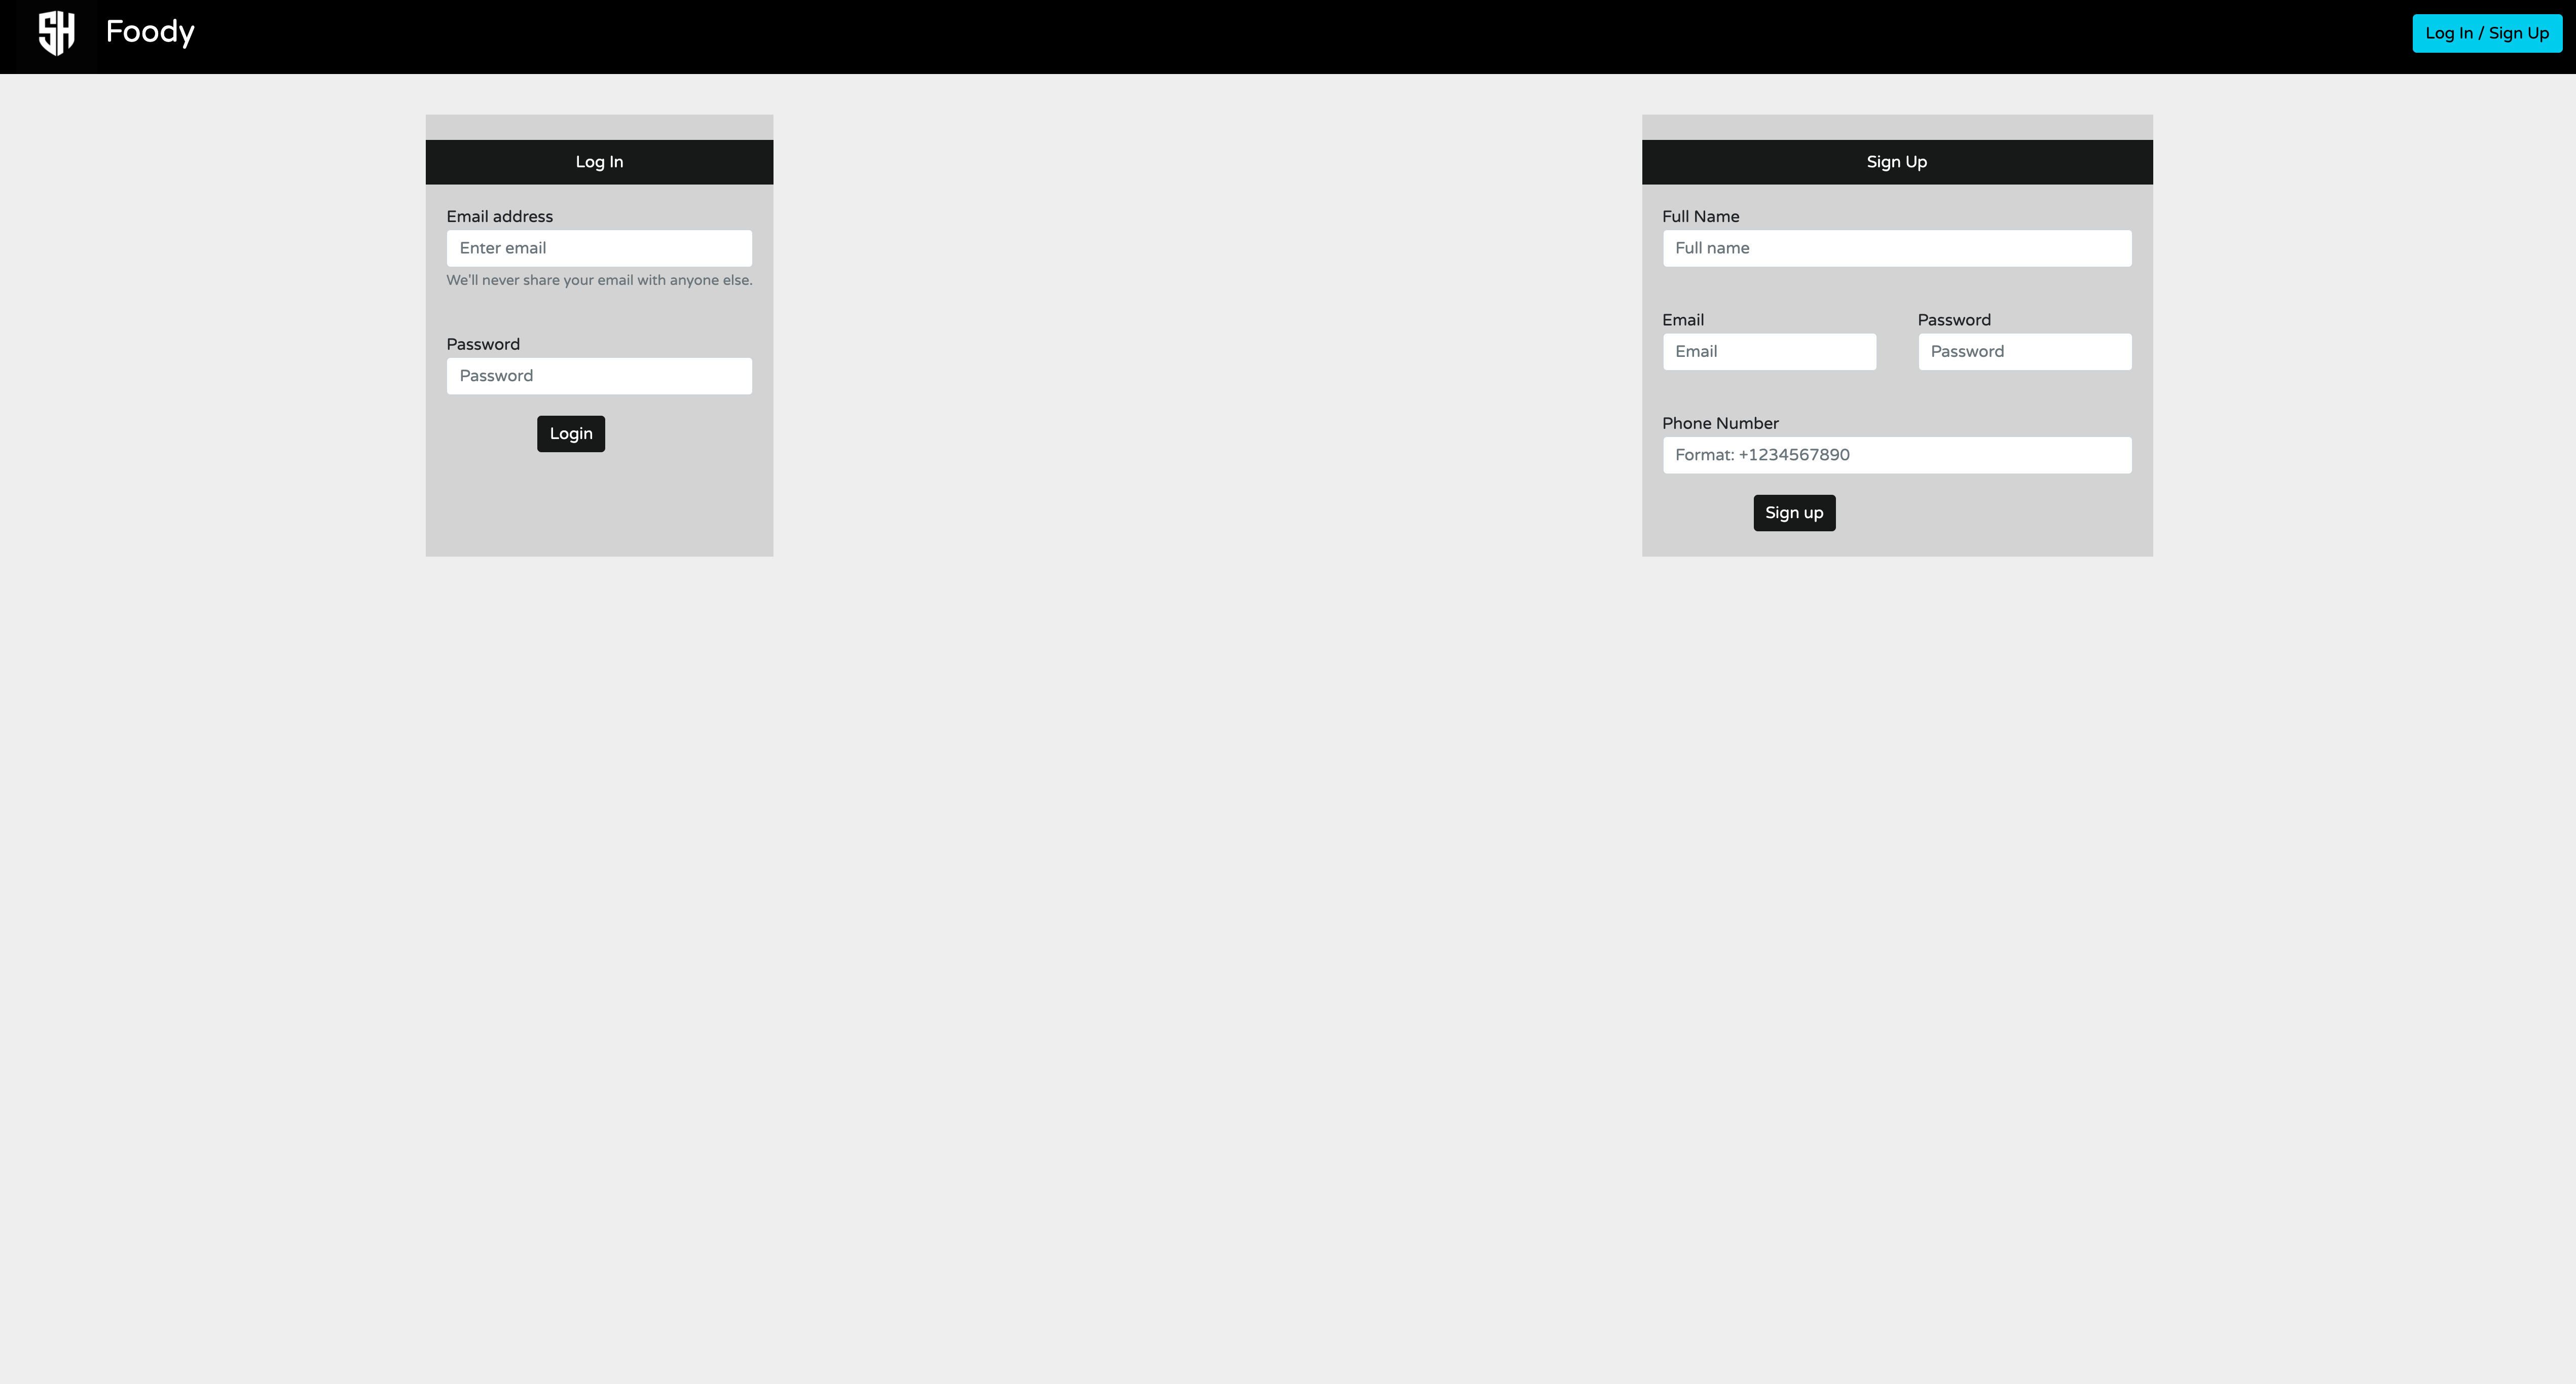 SH Foody
Log In / Sign Up
Log In
Email address
Enter email
We'll never share your email with anyone else.
Password
Password
Login
Sign Up
Full Name
Full name
Email Password
Email Password
Phone Number
Format: +1234567890
Sign up